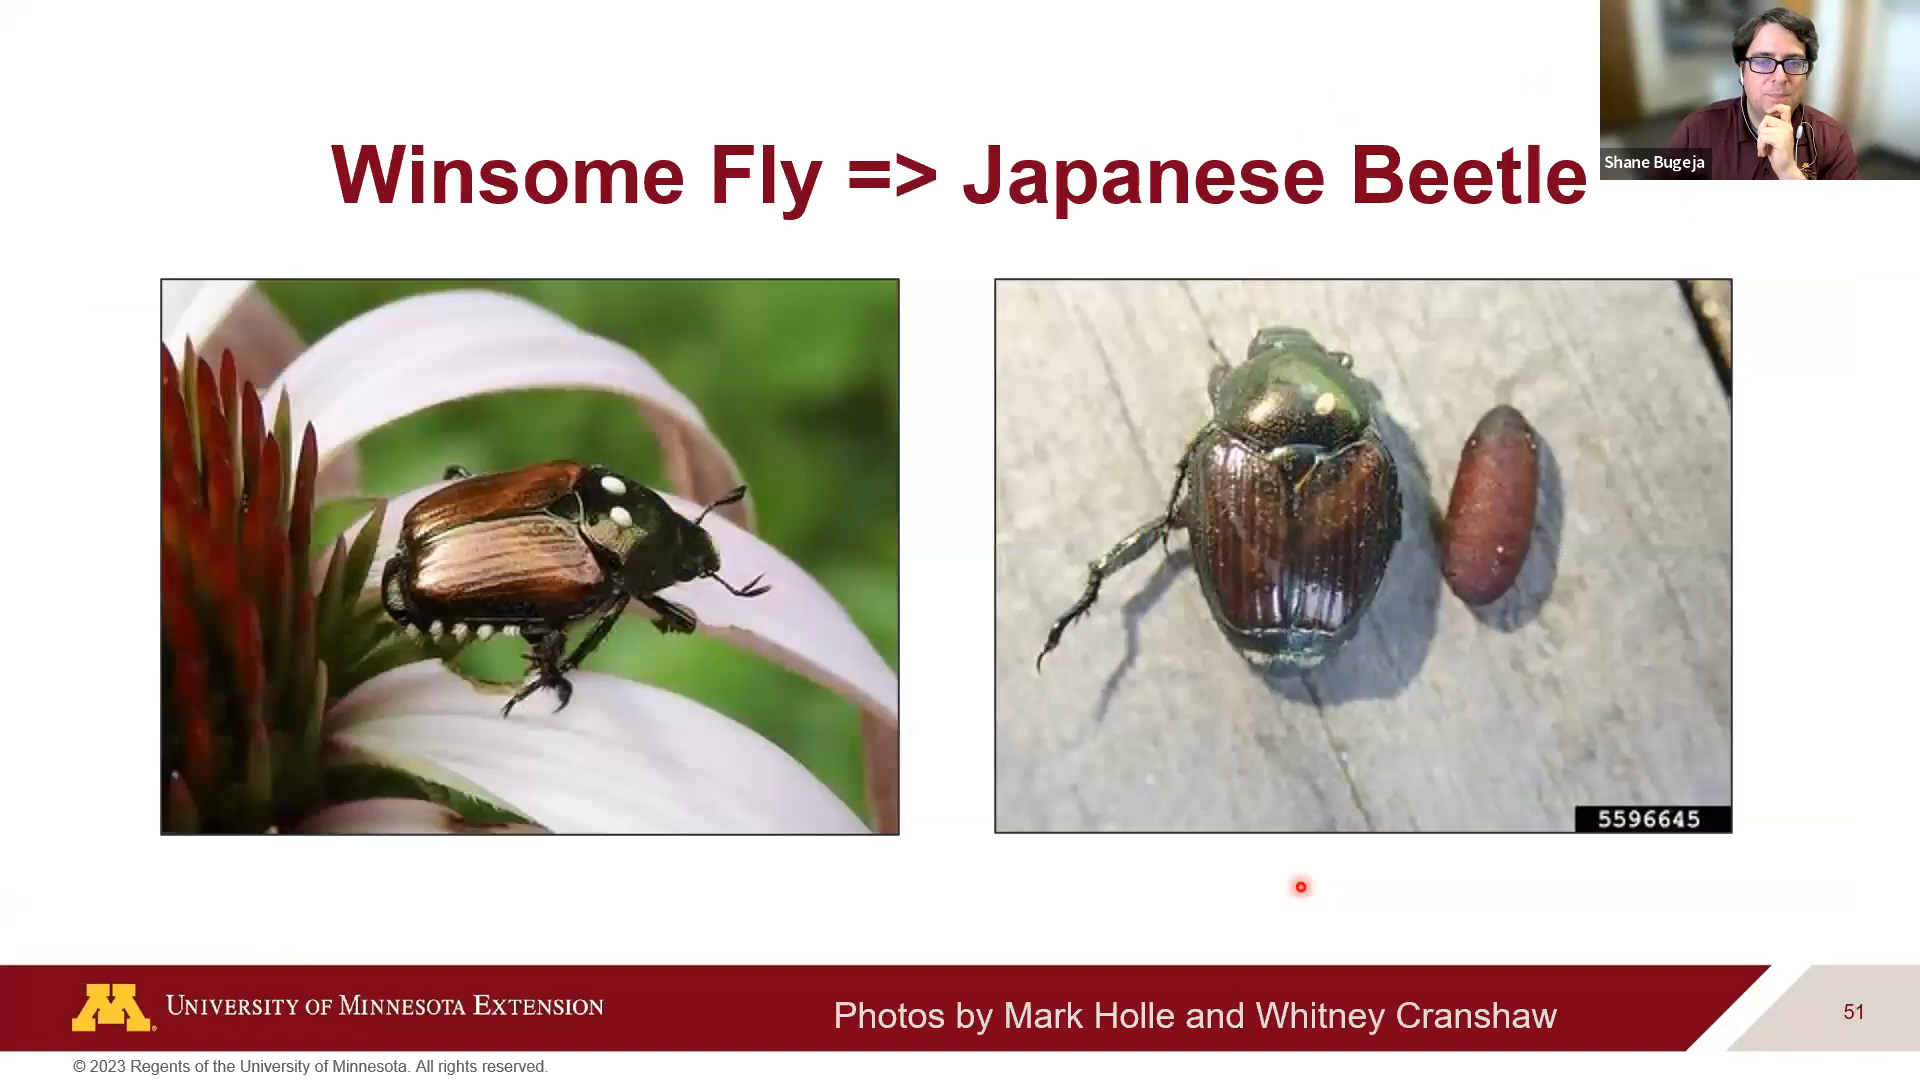 Winsome Fly => Japanese Beetle
Shane Bugeja
5596645
M
UNIVERSITY OF MINNESOTA EXTENSION
Photos by Mark Holle and Whitney Cranshaw
51
© 2023 Regents of the University of Minnesota. All rights reserved.